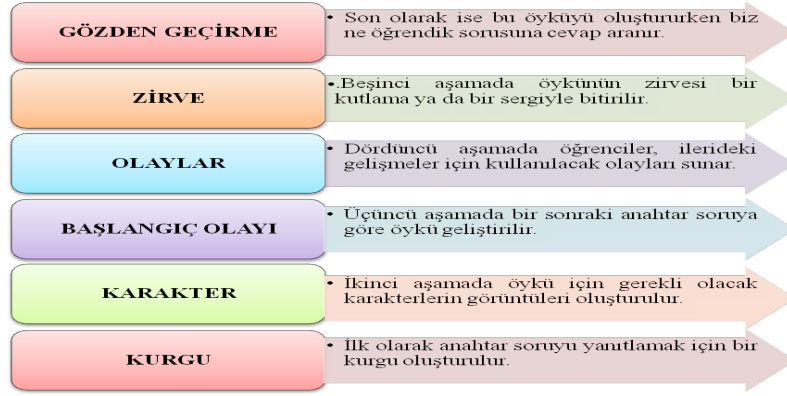 GÖZDEN GEÇİRME
• Son olarak ise bu öyküyü oluştururken biz
ne öğrendik sorusuna cevap aranır.
ZİRVE
•.Beşinci aşamada öykünün zirvesi bir
kutlama ya da bir sergiyle bitirilir.
OLAYLAR
• Dördüncü aşamada öğrenciler, ilerideki
gelişmeler için kullanılacak olayları sunar.
BAŞLANGIÇ OLAYI
• Üçüncü aşamada bir sonraki anahtar soruya
göre öykü geliştirilir.
KARAKTER
• İkinci aşamada öykü için gerekli olacak
karakterlerin görüntüleri oluşturulur.
KURGU
• İlk olarak anahtar soruyu yanıtlamak için bir
kurgu oluşturulur.